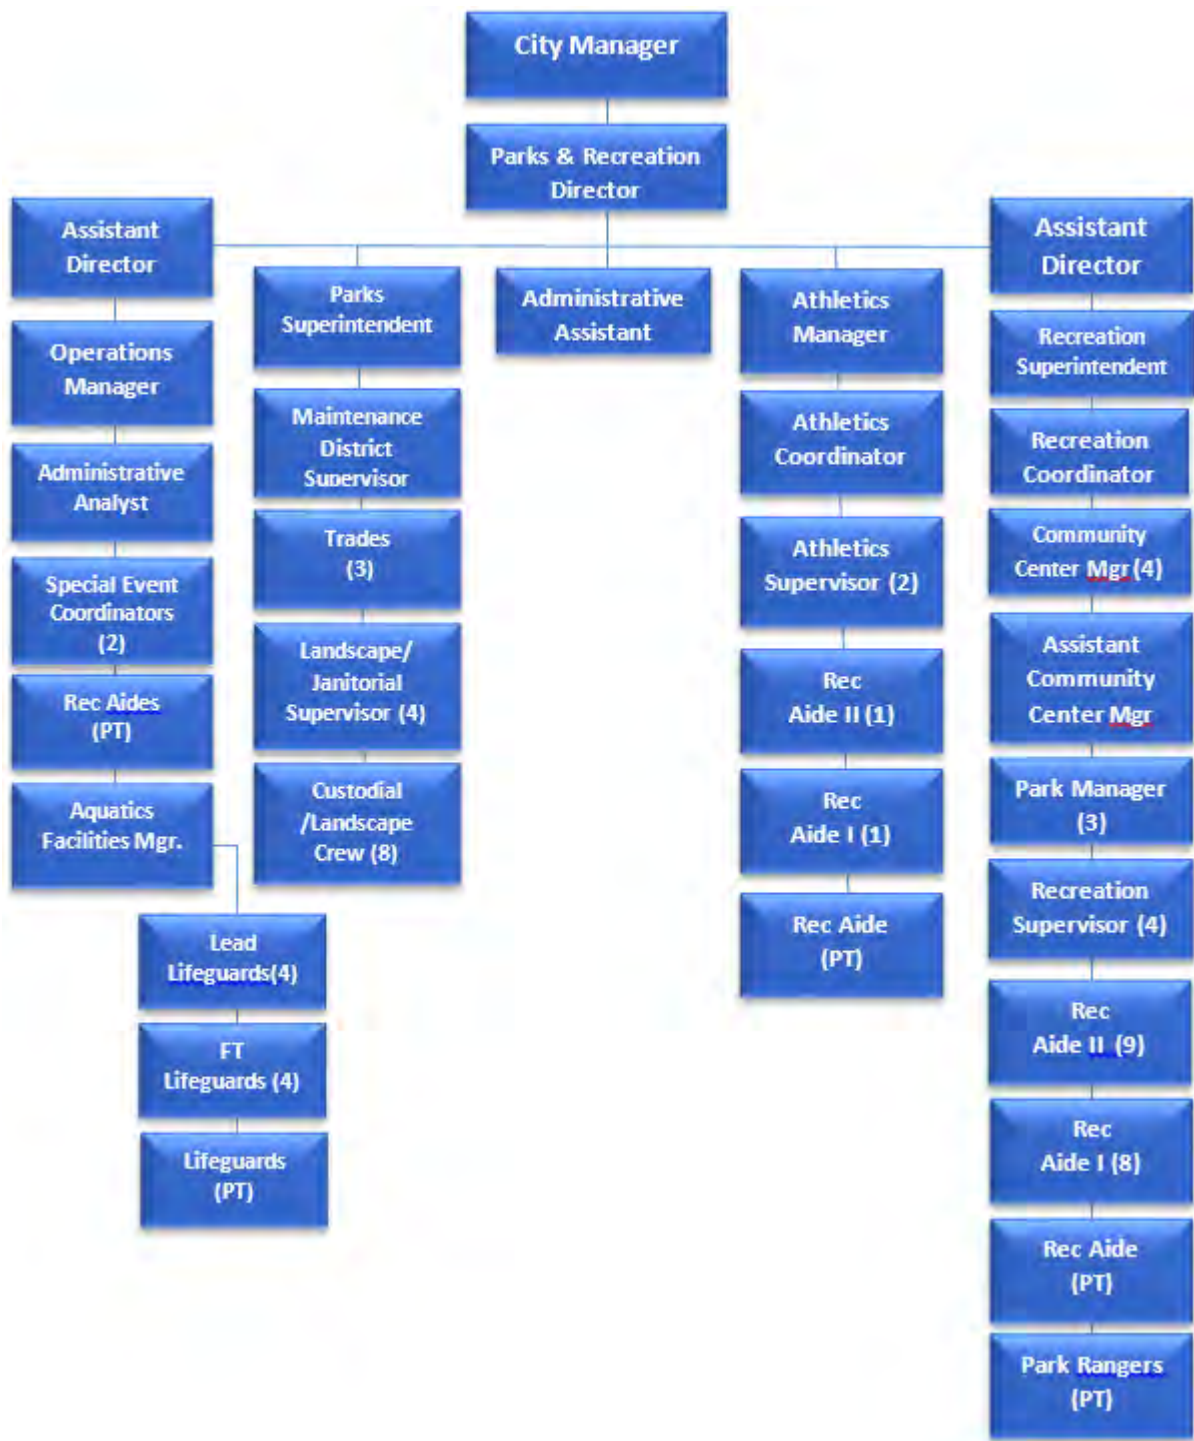 City Manager
Parks & Recreation
Director
Assistant
Director
Operations
Manager
Administrative
Analyst
Special Event
Coordinators
(2)
Rec Aides
(PT)
Aquatics
Facilities Mgr.
Lead
Lifeguards(4)
FT
Lifeguards (4)
Lifeguards
(PT)
Parks
Superintendent
Maintenance
District
Supervisor
Trades
(3)
Landscape/
Janitorial
Supervisor (4)
Custodial
/Landscape
Crew (8)
Administrative
Assistant
Athletics
Manager
Athletics
Coordinator
Athletics
Supervisor (2)
Rec
Aide II (1)
Rec
Aide I (1)
Rec Aide
(PT)
Assistant
Director
Recreation
Superintendent
Recreation
Coordinator
Community
Center Mgr (4)
Assistant
Community
Center Mgr
Park Manager
(3)
Recreation
Supervisor (4)
Rec
Aide II (9)
Rec
Aide I (8)
Rec Aide
(PT)
Park Rangers
(PT)